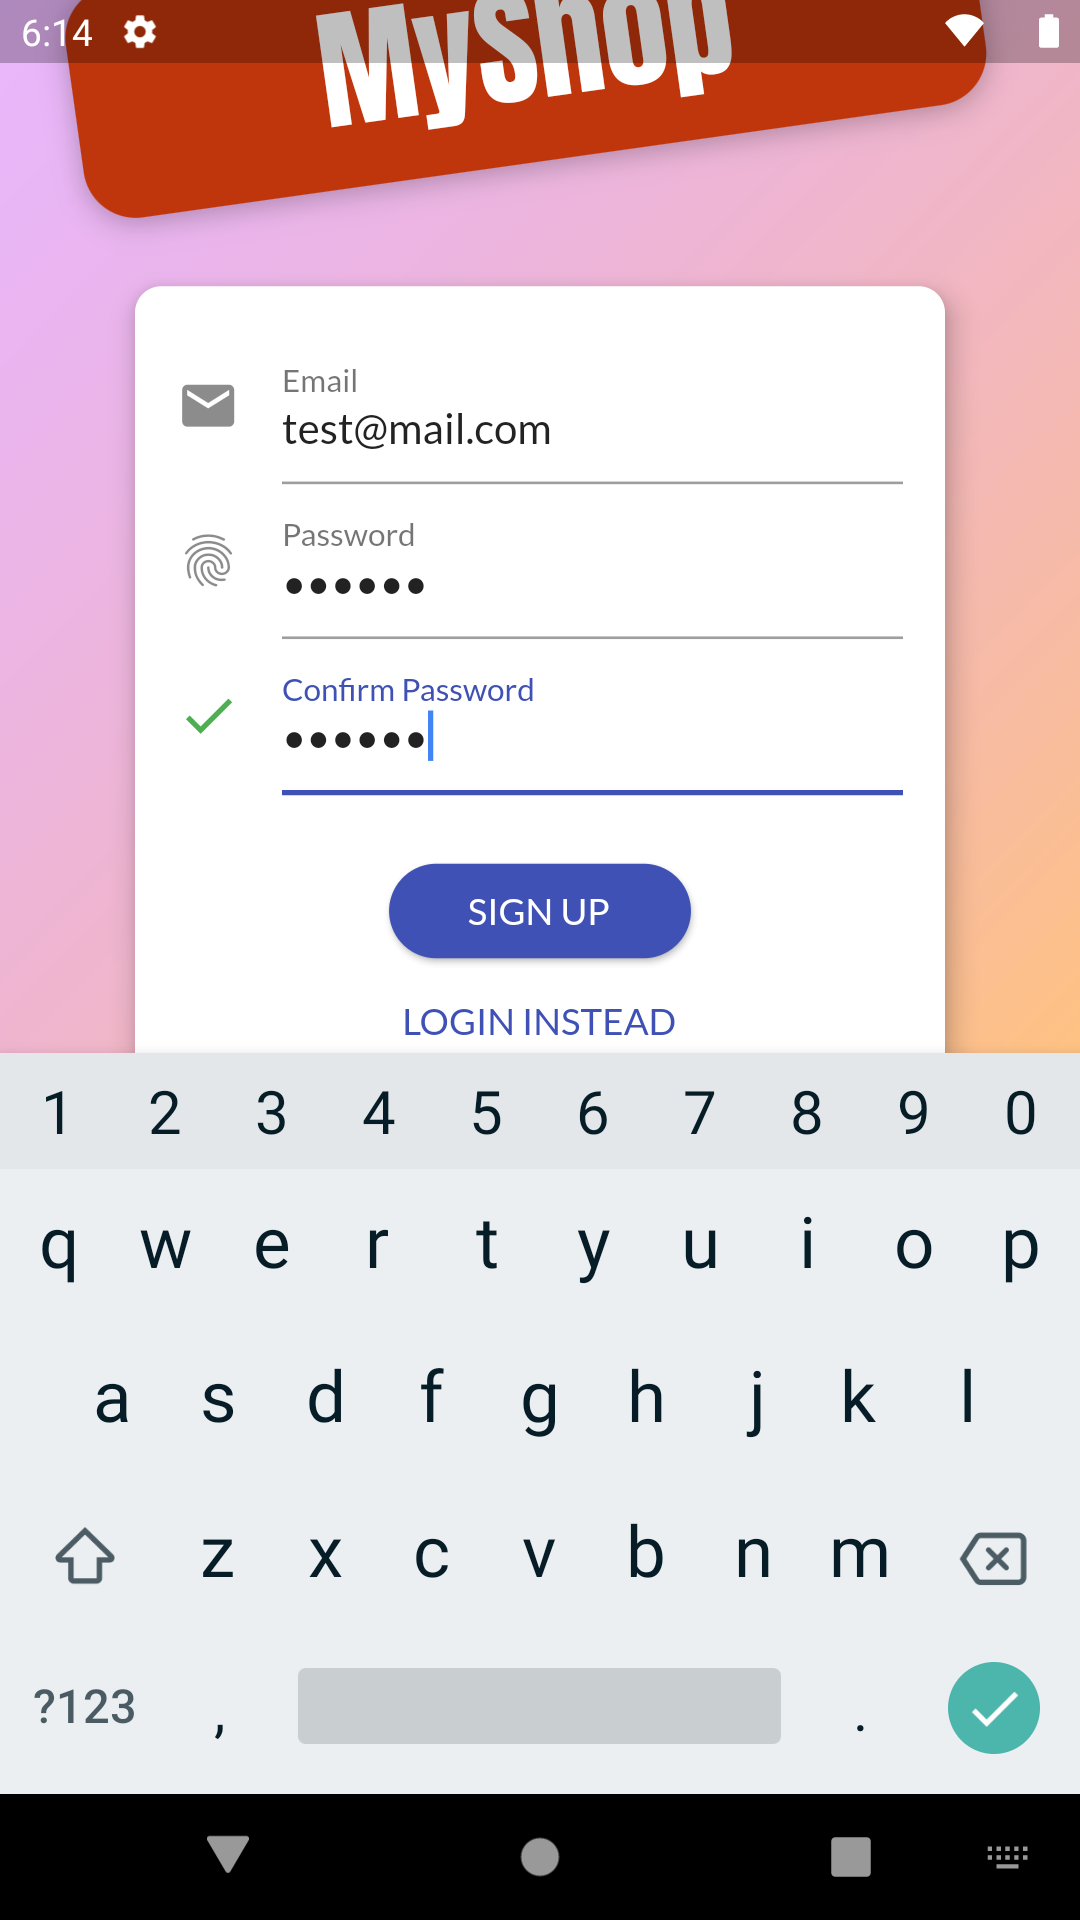 6:14
MyShop
Email
test@mail.com
Password
••••••
Confirm Password
••••••
SIGN UP
LOGIN INSTEAD
1 2 3 4 5 6 7 8 9 0
q w e r t y u i o p
a s d f g h j k l
z x c v b n m
?123 , .